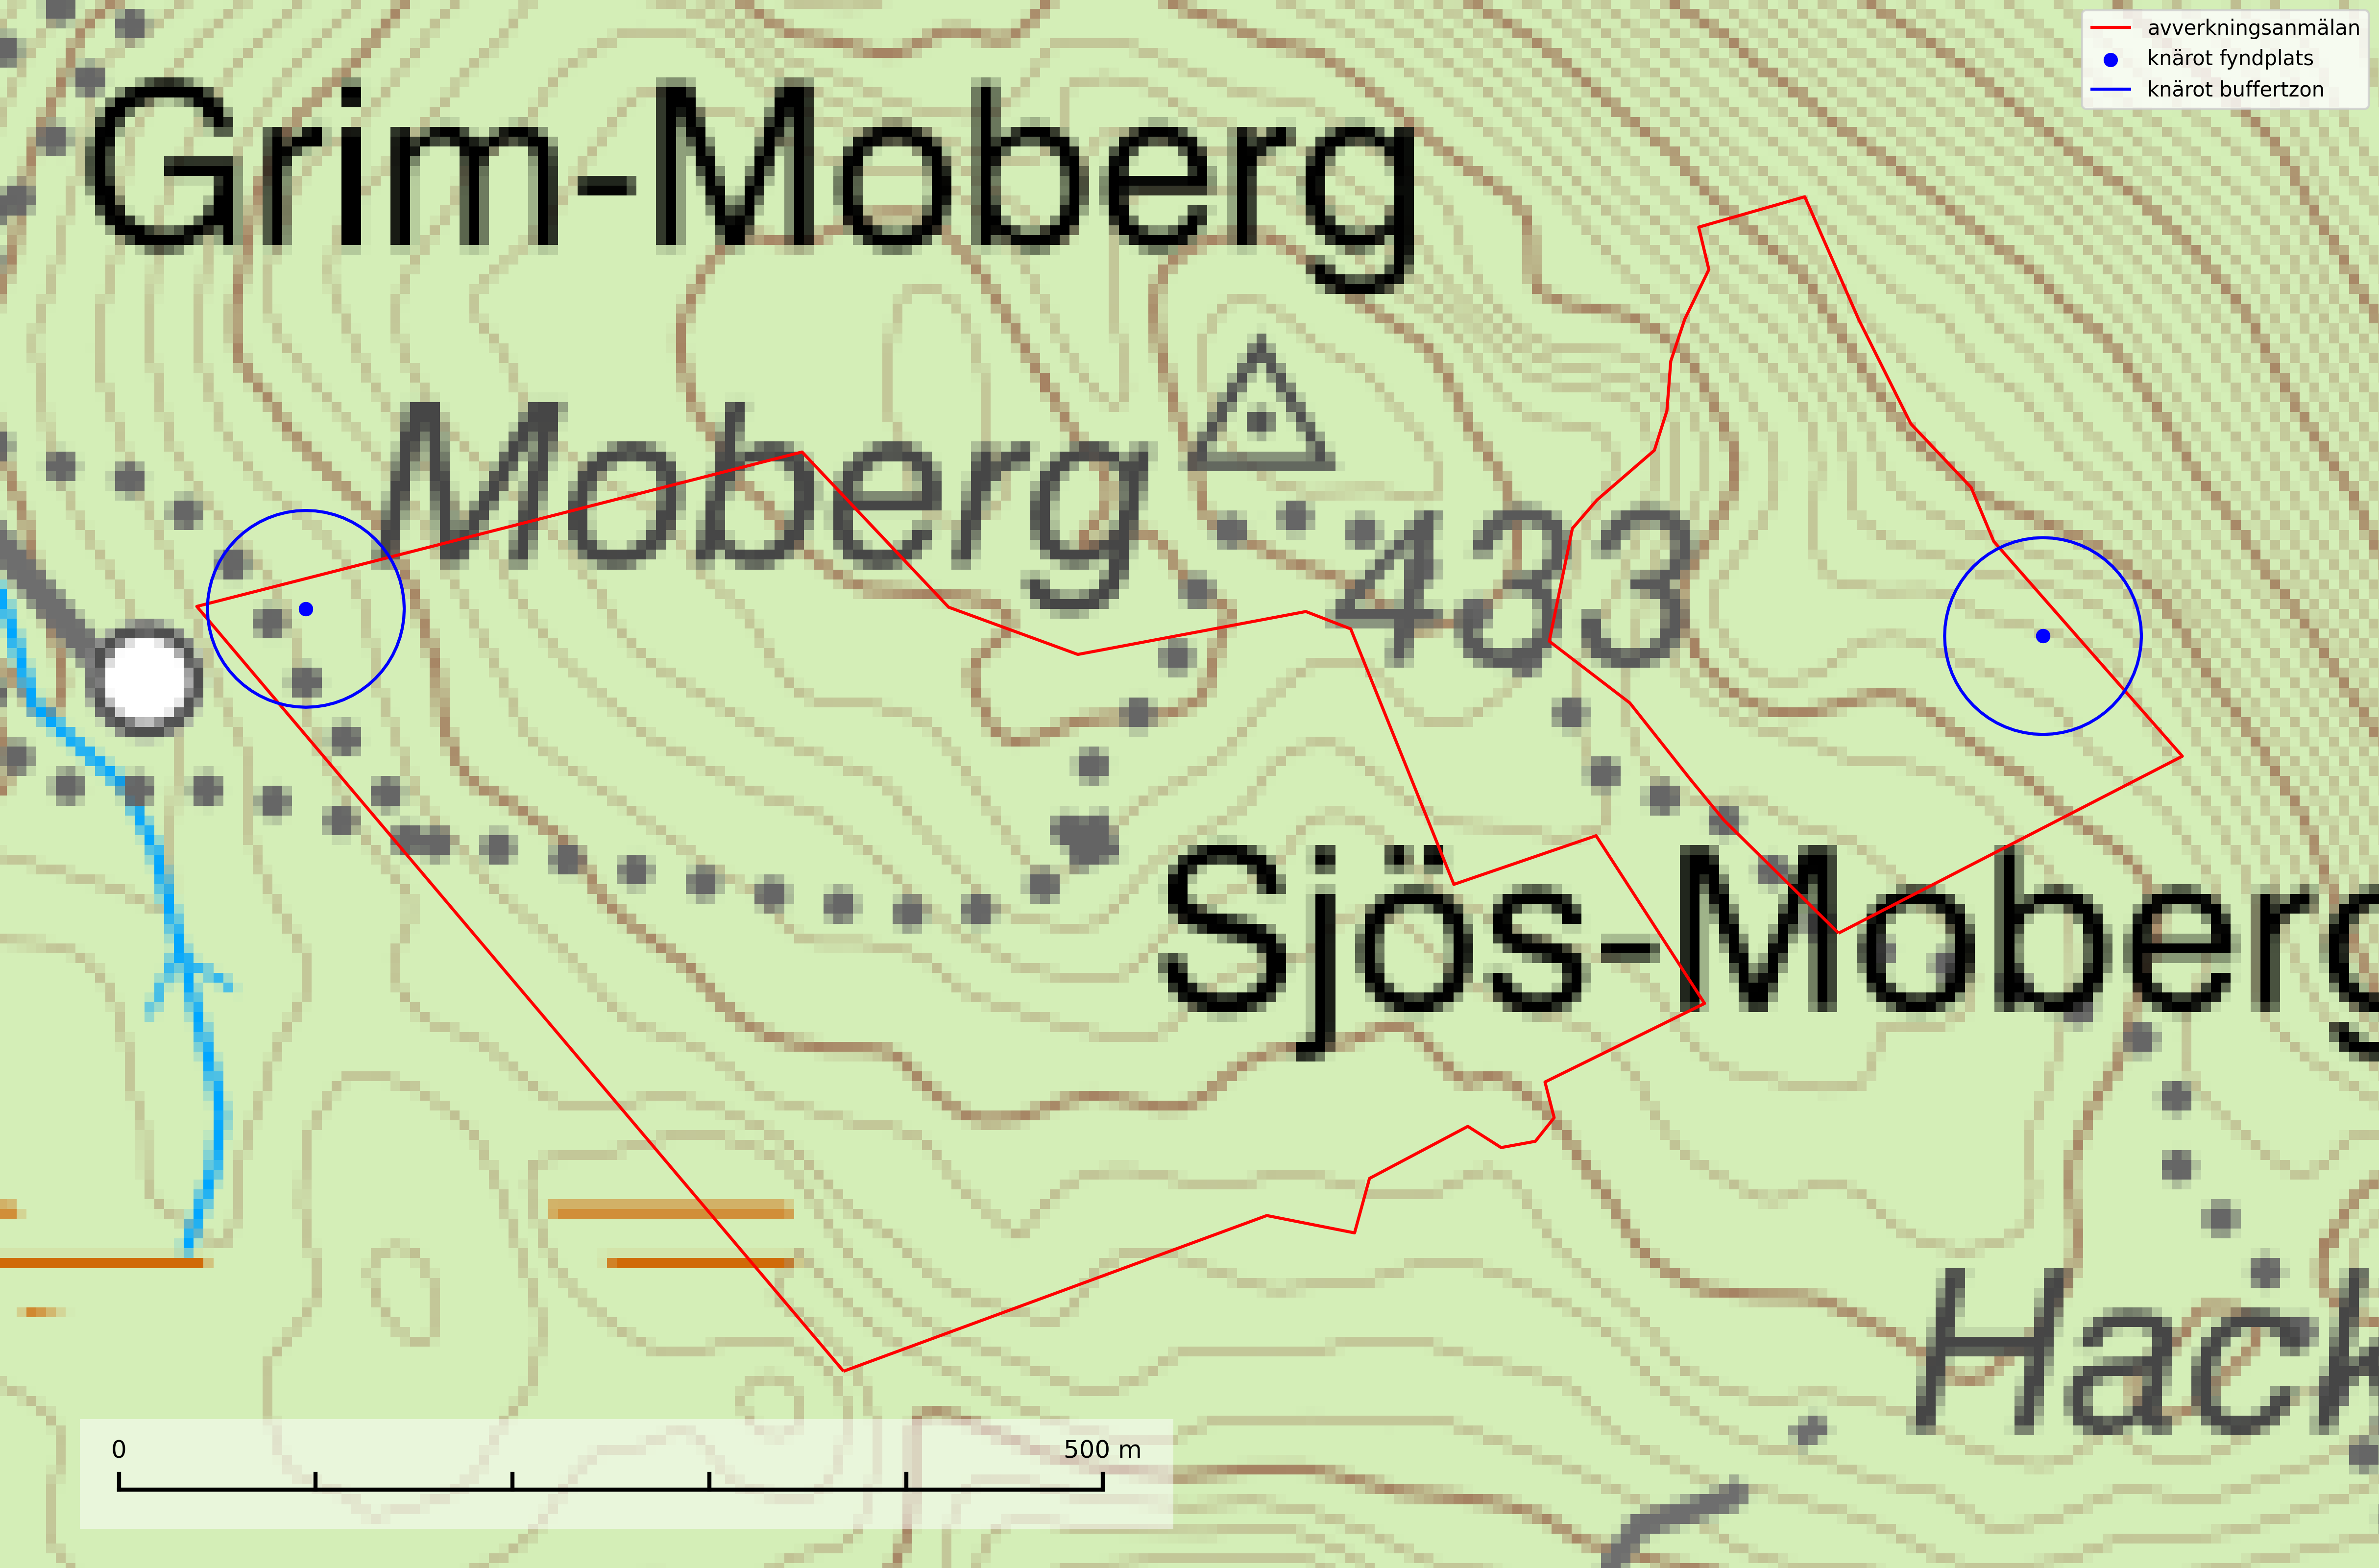 avverkningsanmälan
knärot fyndplats
knärot buffertzon
Grim-Moberg
Moberg
433
Sjös-Moberg
Hack
0 500 m